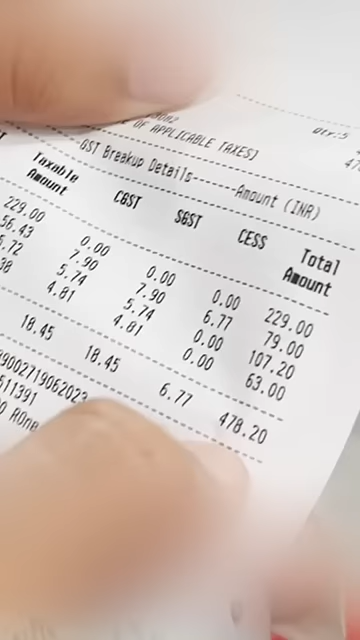 OF APPLICABLE TAXES]
GST Breakup Details------Amount (INR)
Taxable Amount CGST SGST CESS Total Amount
229.00 0.00 0.00 0.00 229.00
56.43 7.90 7.90 6.77 79.00
5.74 5.74 0.00 107.20
4.81 4.81 0.00 63.00
18.45 18.45 6.77 478.20